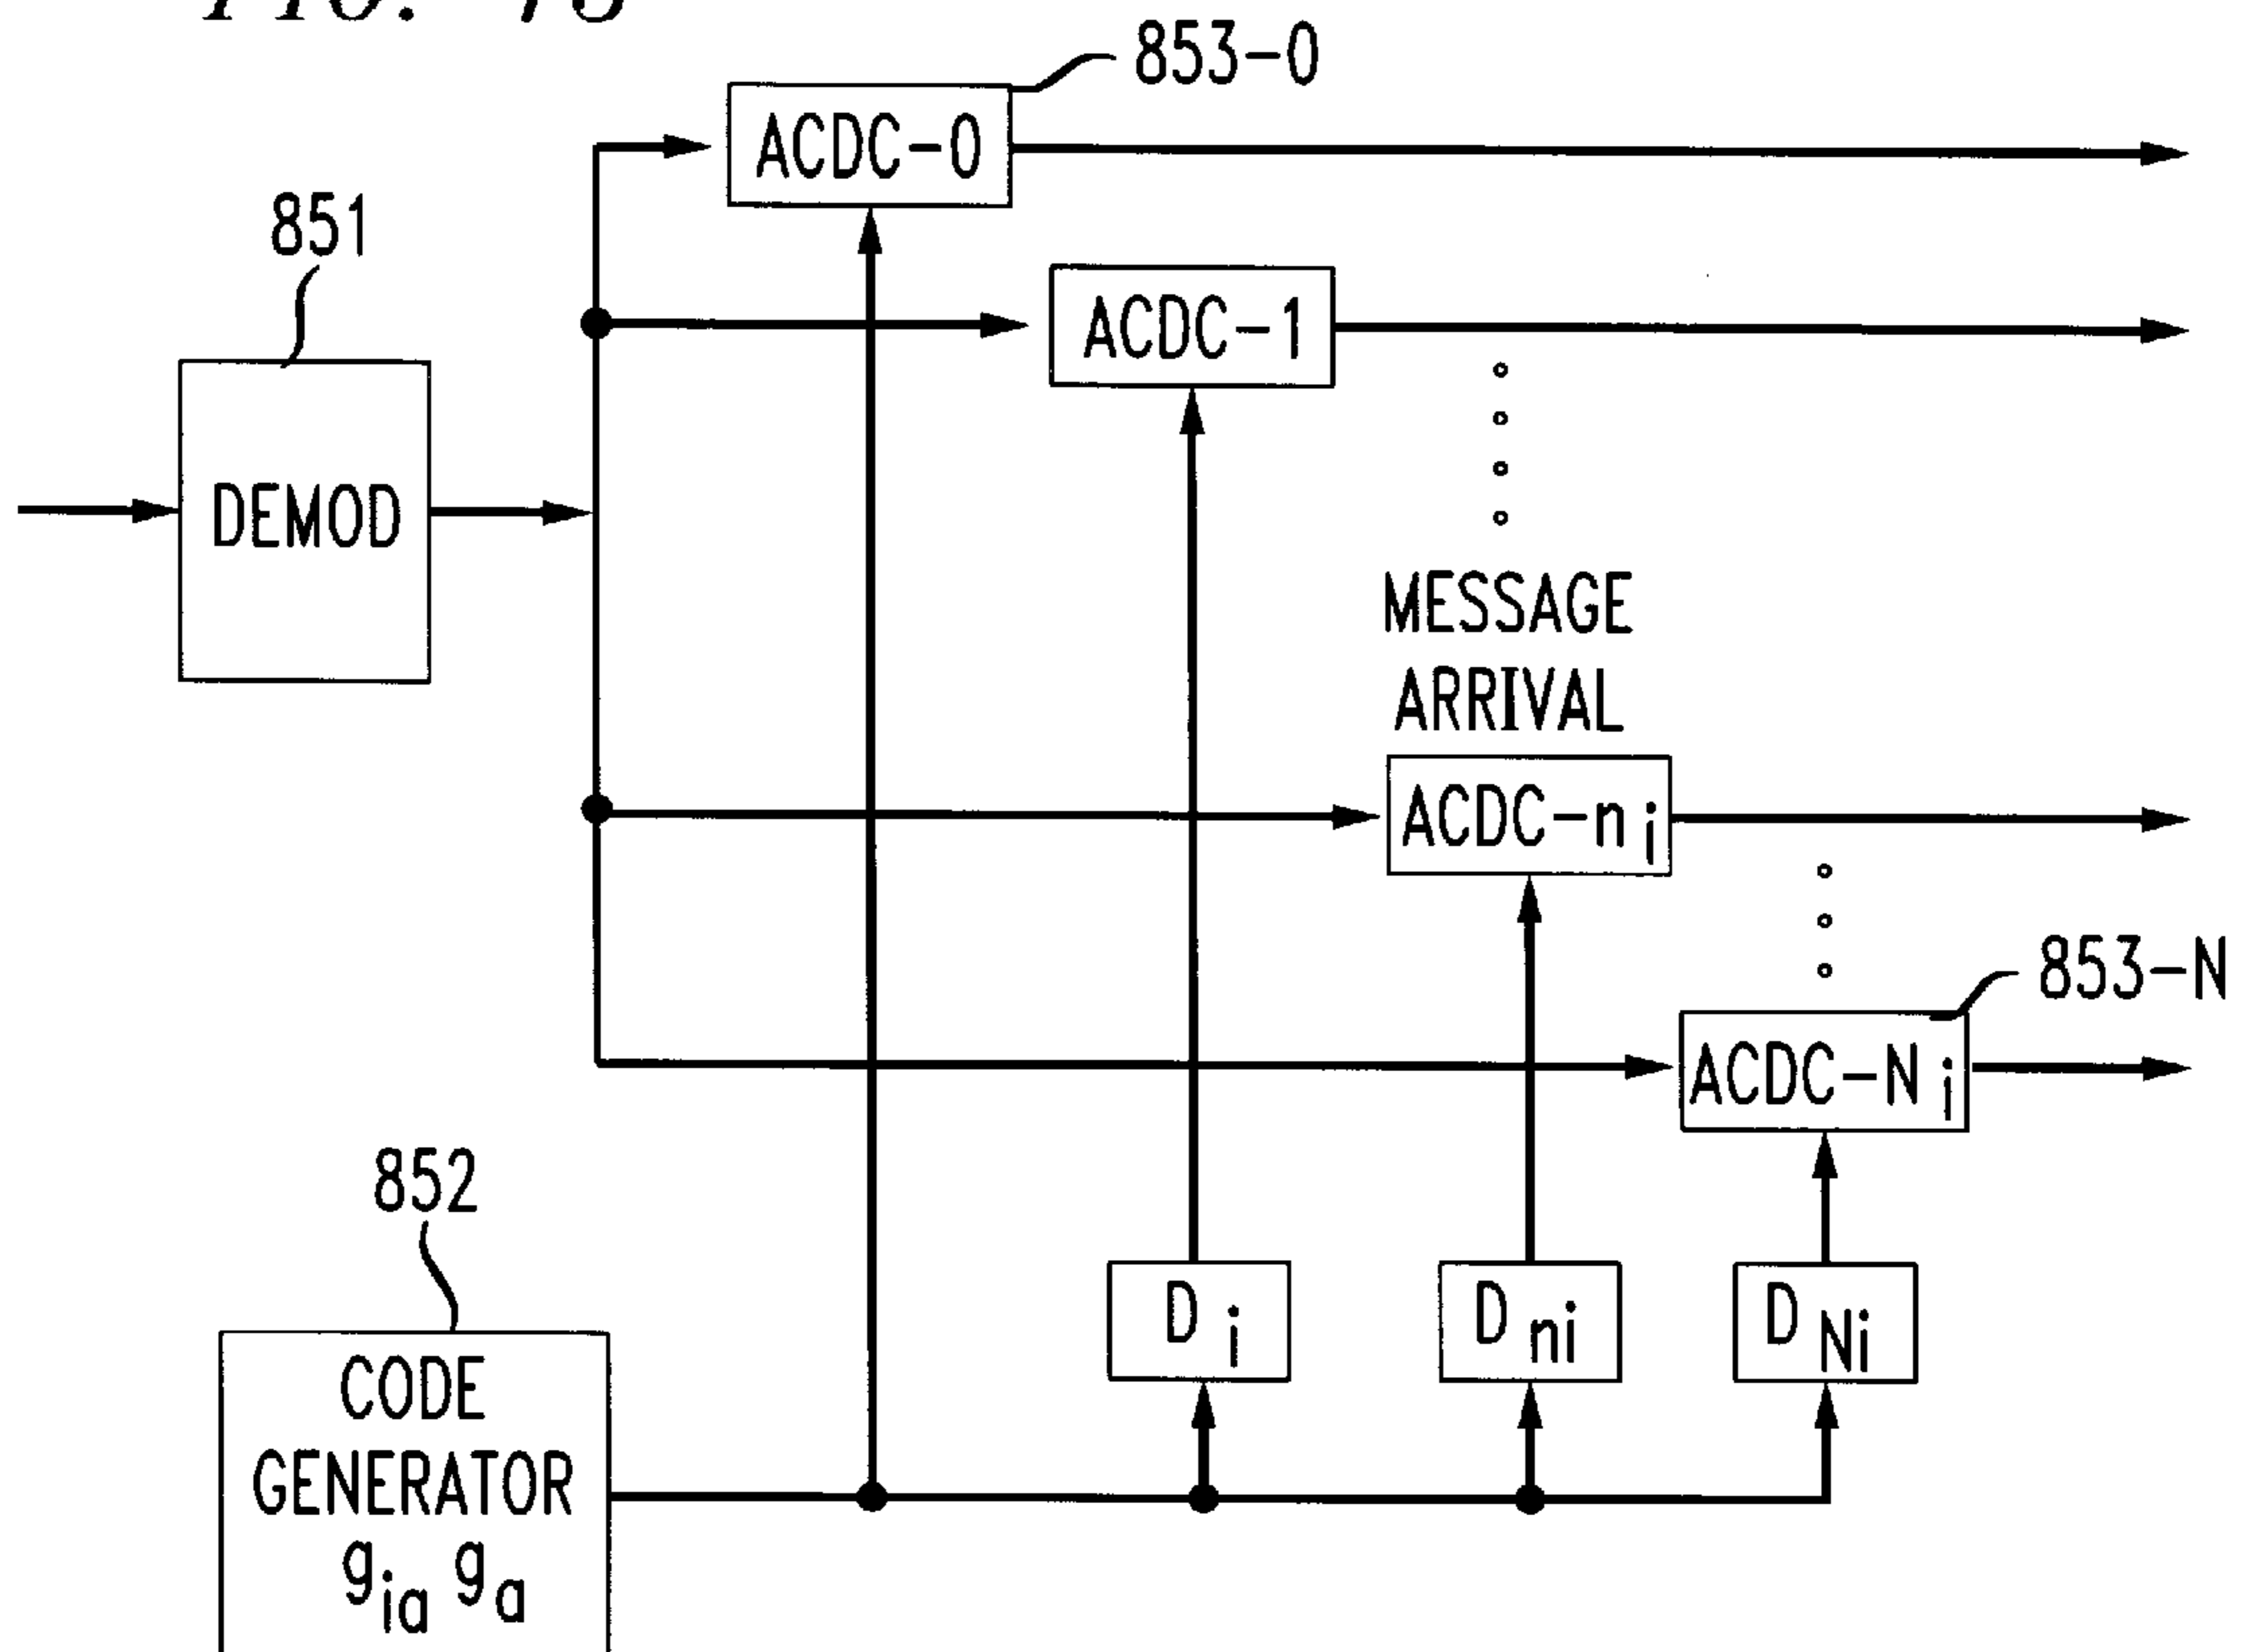 853-0
ACDC-0
851
ACDC-1
DEMOD
MESSAGE
ARRIVAL
ACDC-n i
853-N
ACDC-N i
852
D i
D ni
D Ni
CODE
GENERATOR
g ia g a